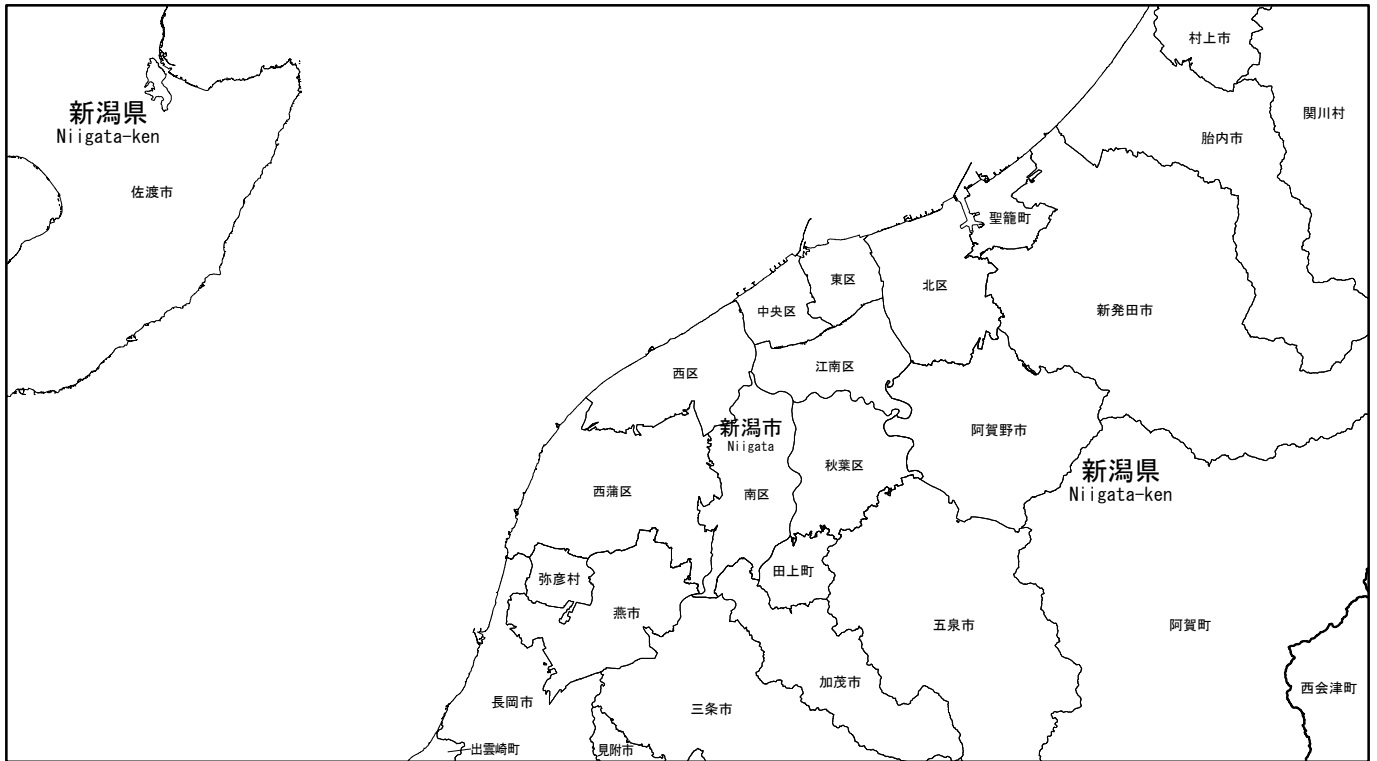 村上市
新潟県
Niigata-ken
関川村
胎内市
佐渡市
聖籠町
東区
北区
中央区
新発田市
江南区
西区
新潟市
Niigata
阿賀野市
秋葉区
新潟県
Niigata-ken
西蒲区
南区
田上町
弥彦村
燕市
五泉市
阿賀町
加茂市
西会津町
長岡市
三条市
出雲崎町
見附市